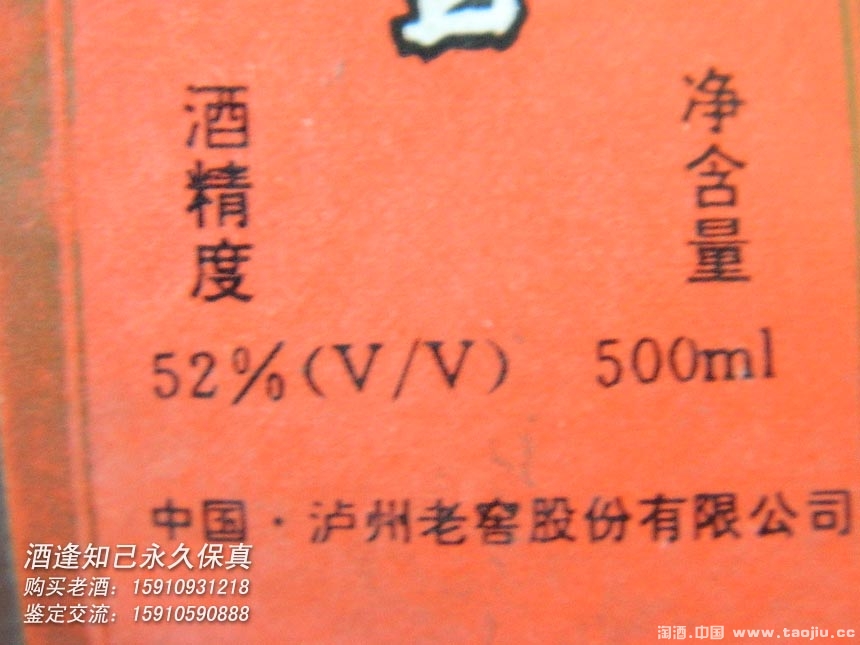 酒精度
净含量
52%(V/V) 500ml
中国·泸州老窖股份有限公司
酒逢知己永久保真
购买老酒：15910931218
鉴定交流：15910590888
淘酒.中国 www.taojiu.cc